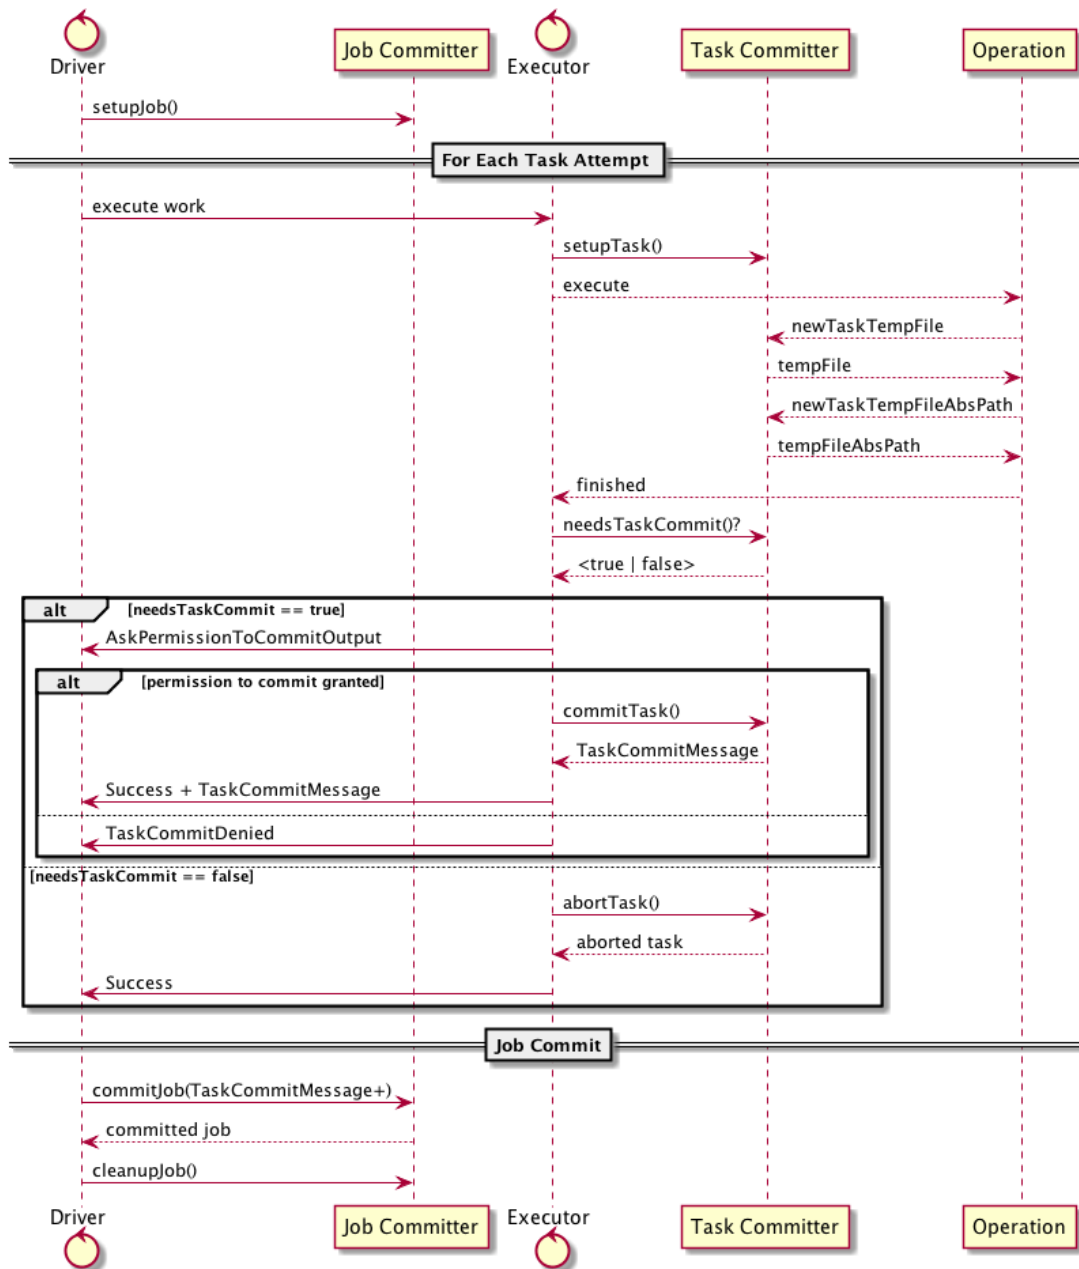 Driver
Job Committer
Executor
Task Committer
Operation
setupJob()
For Each Task Attempt
execute work
setupTask()
execute
newTaskTempFile
tempFile
newTaskTempFileAbsPath
tempFileAbsPath
finished
needsTaskCommit()?
<true | false>
alt [needsTaskCommit == true]
AskPermissionToCommitOutput
alt [permission to commit granted]
commitTask()
TaskCommitMessage
Success + TaskCommitMessage
TaskCommitDenied
[needsTaskCommit == false]
abortTask()
aborted task
Success
Job Commit
commitJob(TaskCommitMessage+)
committed job
cleanupJob()
Driver
Job Committer
Executor
Task Committer
Operation